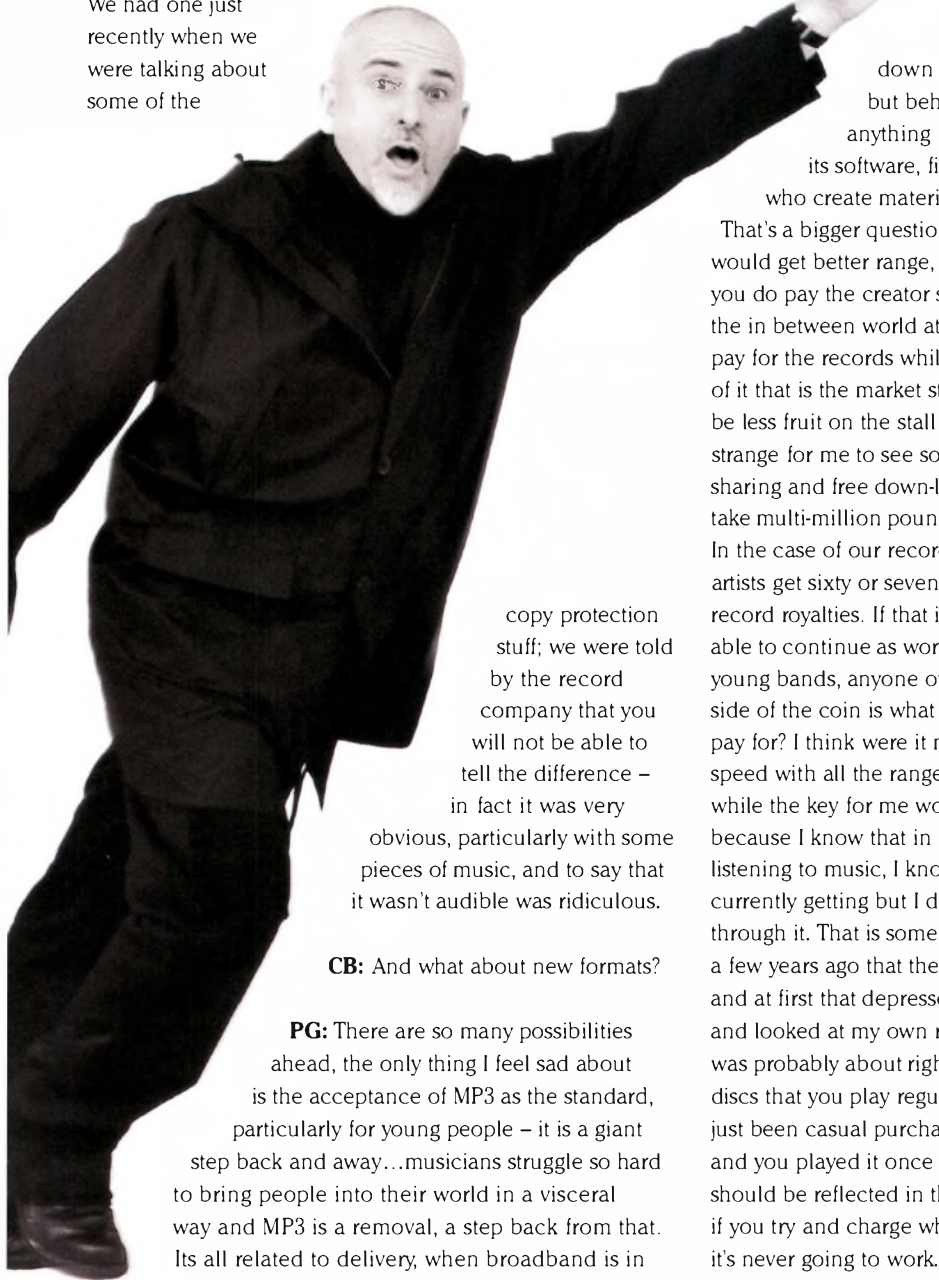 We had one just
recently when we
were talking about
some of the
copy protection
stuff; we were told
by the record
company that you
will not be able to
tell the difference –
in fact it was very
obvious, particularly with some
pieces of music, and to say that
it wasn't audible was ridiculous.
CB: And what about new formats?
PG: There are so many possibilities
ahead, the only thing I feel sad about
is the acceptance of MP3 as the standard,
particularly for young people – it is a giant
step back and away...musicians struggle so hard
to bring people into their world in a visceral
way and MP3 is a removal, a step back from that.
Its all related to delivery, when broadband is in
down
but beh
anything
its software, fi
who create materi
That's a bigger questio
would get better range,
you do pay the creator s
the in between world at
pay for the records whil
of it that is the market st
be less fruit on the stall
strange for me to see so
sharing and free down-l
take multi-million poun
In the case of our recor
artists get sixty or seven
record royalties. If that i
able to continue as wor
young bands, anyone o
side of the coin is what
pay for? I think were it r
speed with all the range
while the key for me wo
because I know that in
listening to music, I kno
currently getting but I d
through it. That is some
a few years ago that the
and at first that depresse
and looked at my own r
was probably about righ
discs that you play regu
just been casual purcha
and you played it once
should be reflected in th
if you try and charge wh
it's never going to work.